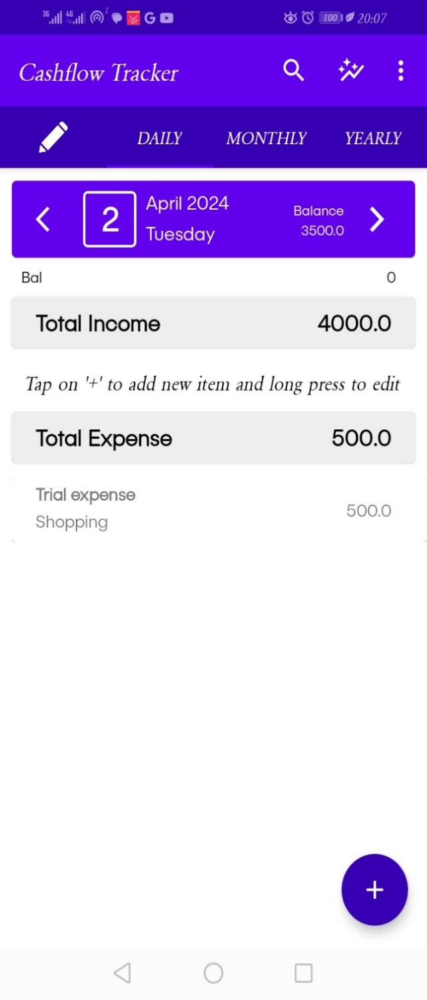 3G 4G 100 20:07
Cashflow Tracker
DAILY MONTHLY YEARLY
2 April 2024 Tuesday Balance 3500.0
Bal 0
Total Income 4000.0
Tap on '+' to add new item and long press to edit
Total Expense 500.0
Trial expense
Shopping 500.0
+